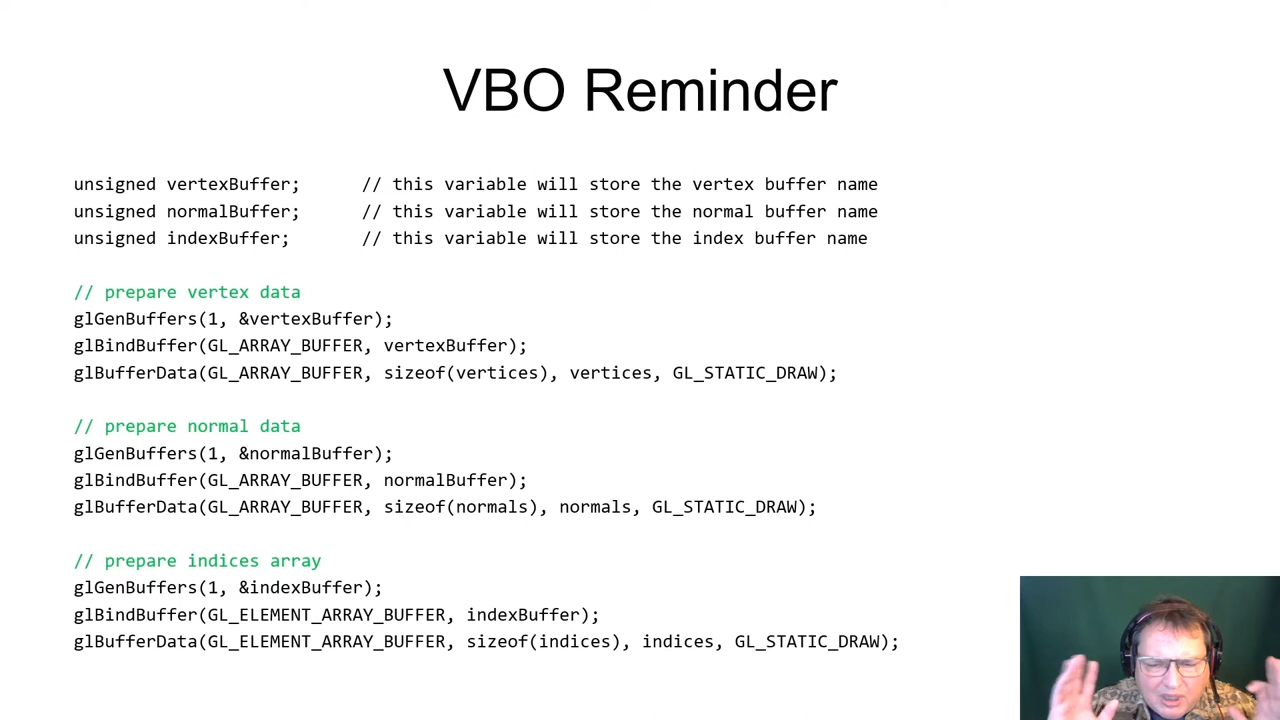 VBO Reminder
unsigned vertexBuffer; // this variable will store the vertex buffer name
unsigned normalBuffer; // this variable will store the normal buffer name
unsigned indexBuffer; // this variable will store the index buffer name
// prepare vertex data
glGenBuffers(1, &vertexBuffer);
glBindBuffer(GL_ARRAY_BUFFER, vertexBuffer);
glBufferData(GL_ARRAY_BUFFER, sizeof(vertices), vertices, GL_STATIC_DRAW);
// prepare normal data
glGenBuffers(1, &normalBuffer);
glBindBuffer(GL_ARRAY_BUFFER, normalBuffer);
glBufferData(GL_ARRAY_BUFFER, sizeof(normals), normals, GL_STATIC_DRAW);
// prepare indices array
glGenBuffers(1, &indexBuffer);
glBindBuffer(GL_ELEMENT_ARRAY_BUFFER, indexBuffer);
glBufferData(GL_ELEMENT_ARRAY_BUFFER, sizeof(indices), indices, GL_STATIC_DRAW);